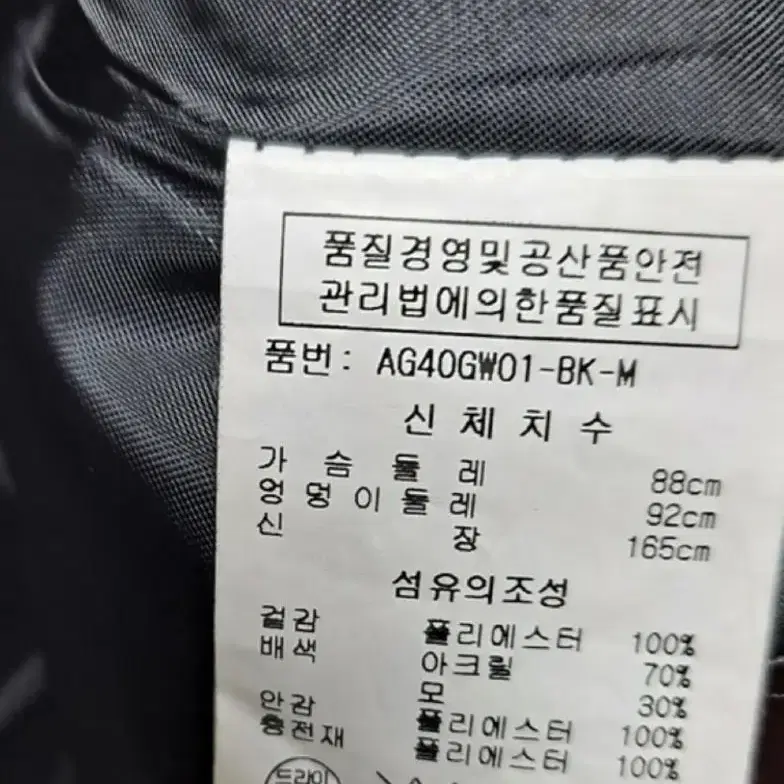 품질경영및공산품안전
관리법에의한품질표시
품번: AG40GW01-BK-M
신 체 치 수
가 슴 둘 레 88cm
엉 덩 이 둘 레 92cm
신 장 165cm
섬유의조성
겉감 폴리에스터 100%
배색 아크릴 70%
모 30%
안감 폴리에스터 100%
충전재 폴리에스터 100%
드라이